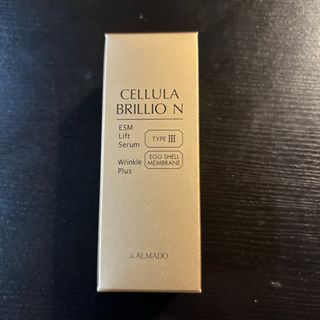 CELLULA
BRILLIO N
ESM
Lift
Serum
TYPE III
Wrinkle
Plus
EGG SHELL
MEMBRANE
ALMADO